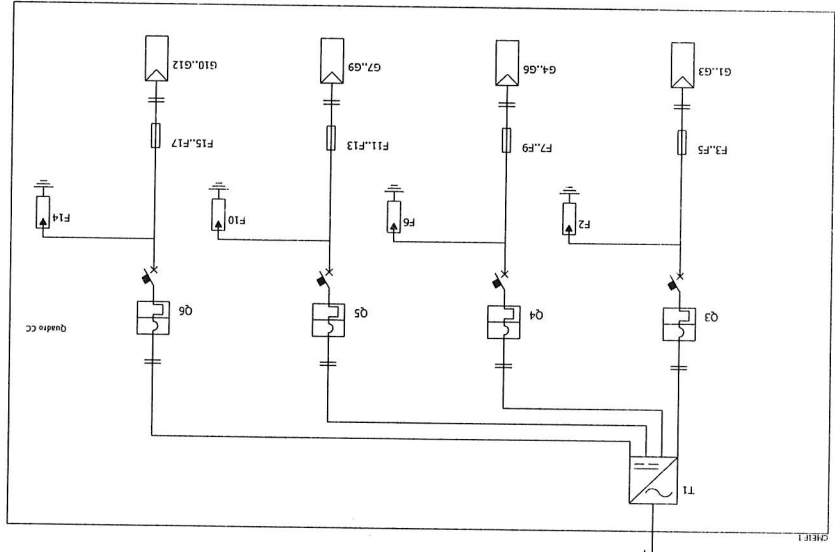 T1
Quadro CC
Q3
Q4
Q5
Q6
F2
F6
F10
F14
F3..F5
F7..F9
F11..F13
F15..F17
G1..G3
G4..G6
G7..G9
G10..G12